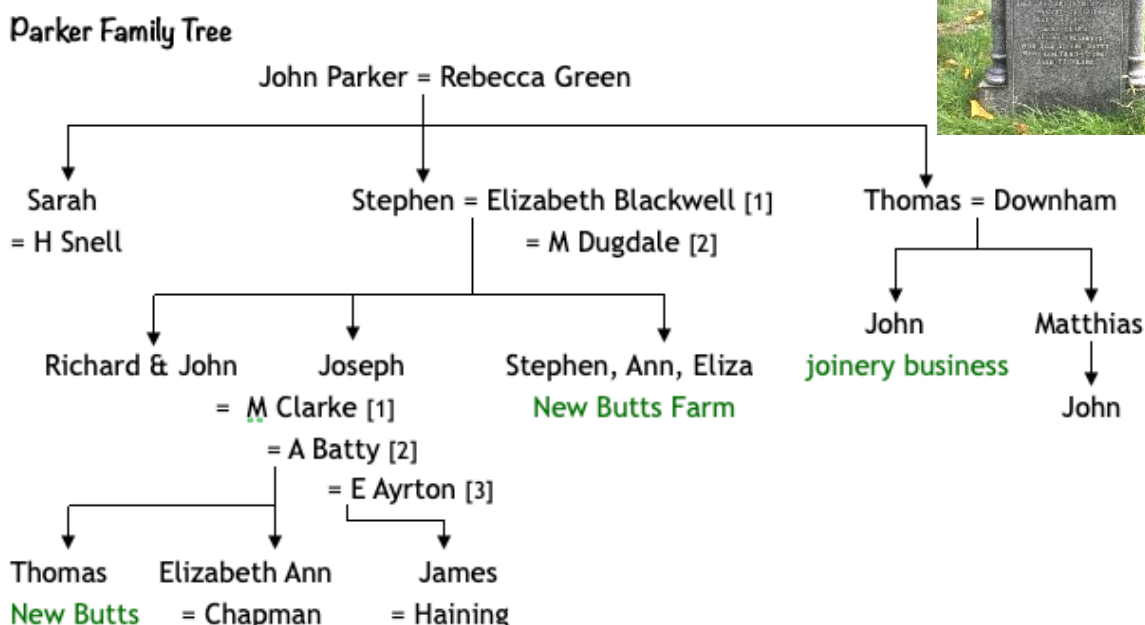 Parker Family Tree
John Parker = Rebecca Green
Sarah
= H Snell
Stephen = Elizabeth Blackwell [1]
= M Dugdale [2]
Thomas = Downham
Richard & John
Joseph
= M Clarke [1]
= A Batty [2]
= E Ayrton [3]
Stephen, Ann, Eliza
New Butts Farm
John
joinery business
Matthias
John
Thomas
New Butts
Elizabeth Ann
= Chapman
James
= Haining